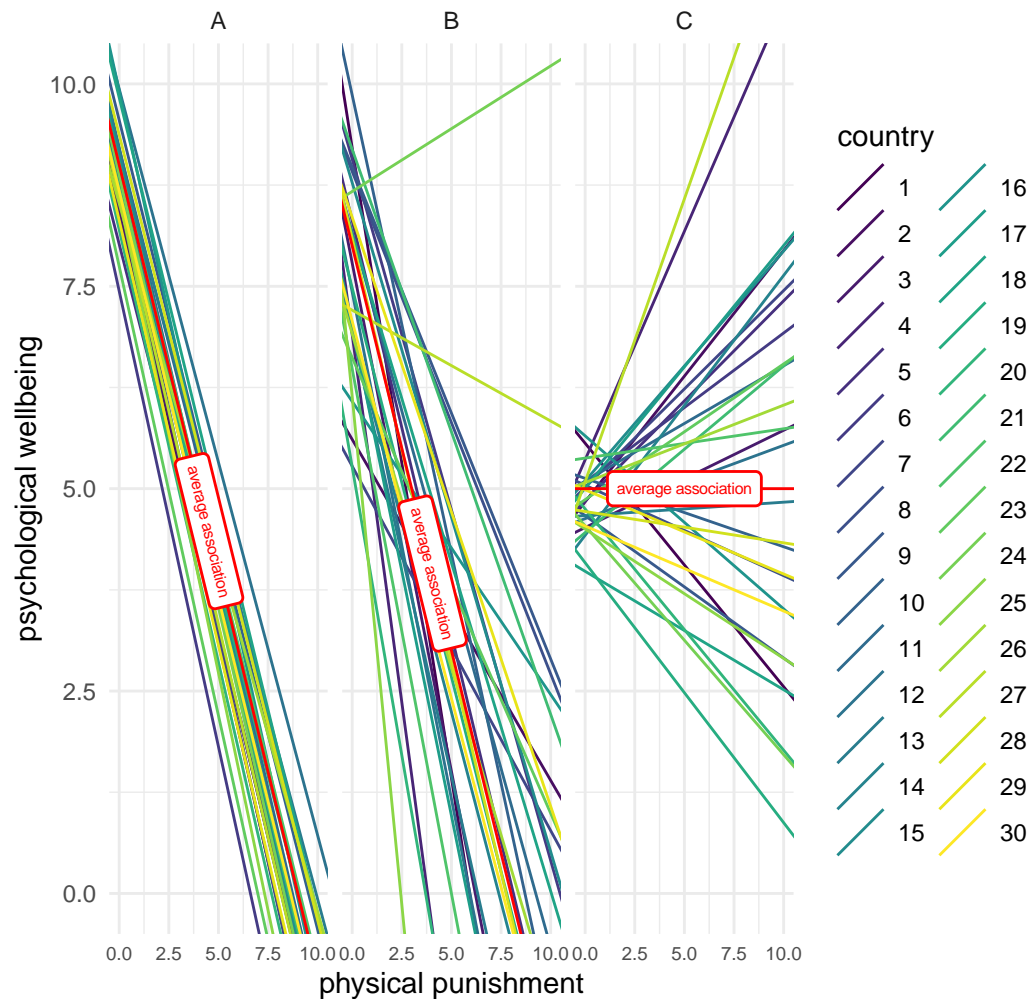 A B C
10.0
7.5
5.0
2.5
0.0
psychological wellbeing
average association
average association
average association
0.0 2.5 5.0 7.5 10.0 0.0 2.5 5.0 7.5 10.0 0.0 2.5 5.0 7.5 10.0
physical punishment
country
1 16
2 17
3 18
4 19
5 20
6 21
7 22
8 23
9 24
10 25
11 26
12 27
13 28
14 29
15 30